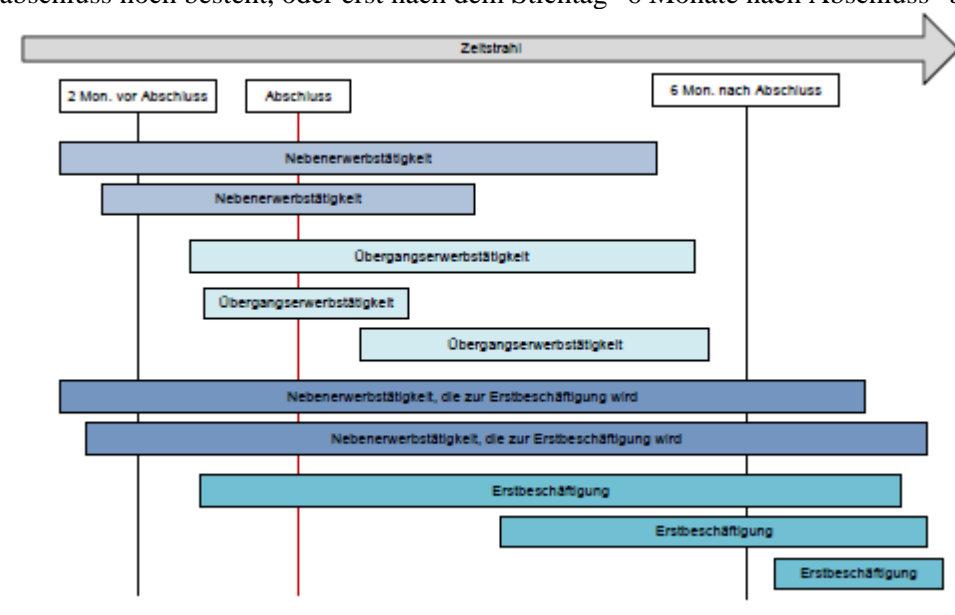 abschluss noch besteht, oder erst nach dem Stichtag "6 Monate nach Abschluss"
Zeitstrahl
2 Mon. vor Abschluss
Abschluss
6 Mon. nach Abschluss
Nebenerwerbstätigkeit
Nebenerwerbstätigkeit
Übergangserwerbstätigkeit
Übergangserwerbstätigkeit
Übergangserwerbstätigkeit
Nebenerwerbstätigkeit, die zur Erstbeschäftigung wird
Nebenerwerbstätigkeit, die zur Erstbeschäftigung wird
Erstbeschäftigung
Erstbeschäftigung
Erstbeschäftigung